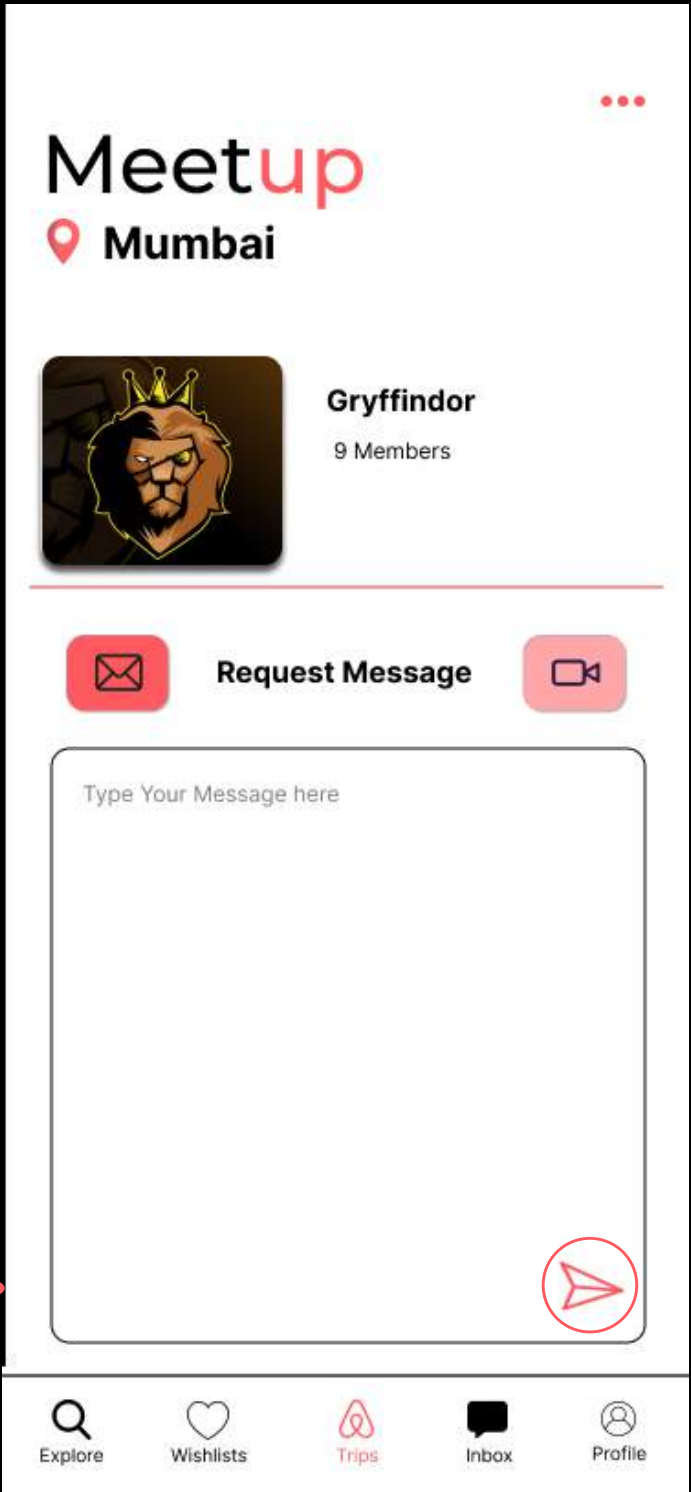 Meetup
Mumbai
Gryffindor
9 Members
Request Message
Type Your Message here
Explore
Wishlists
Trips
Inbox
Profile